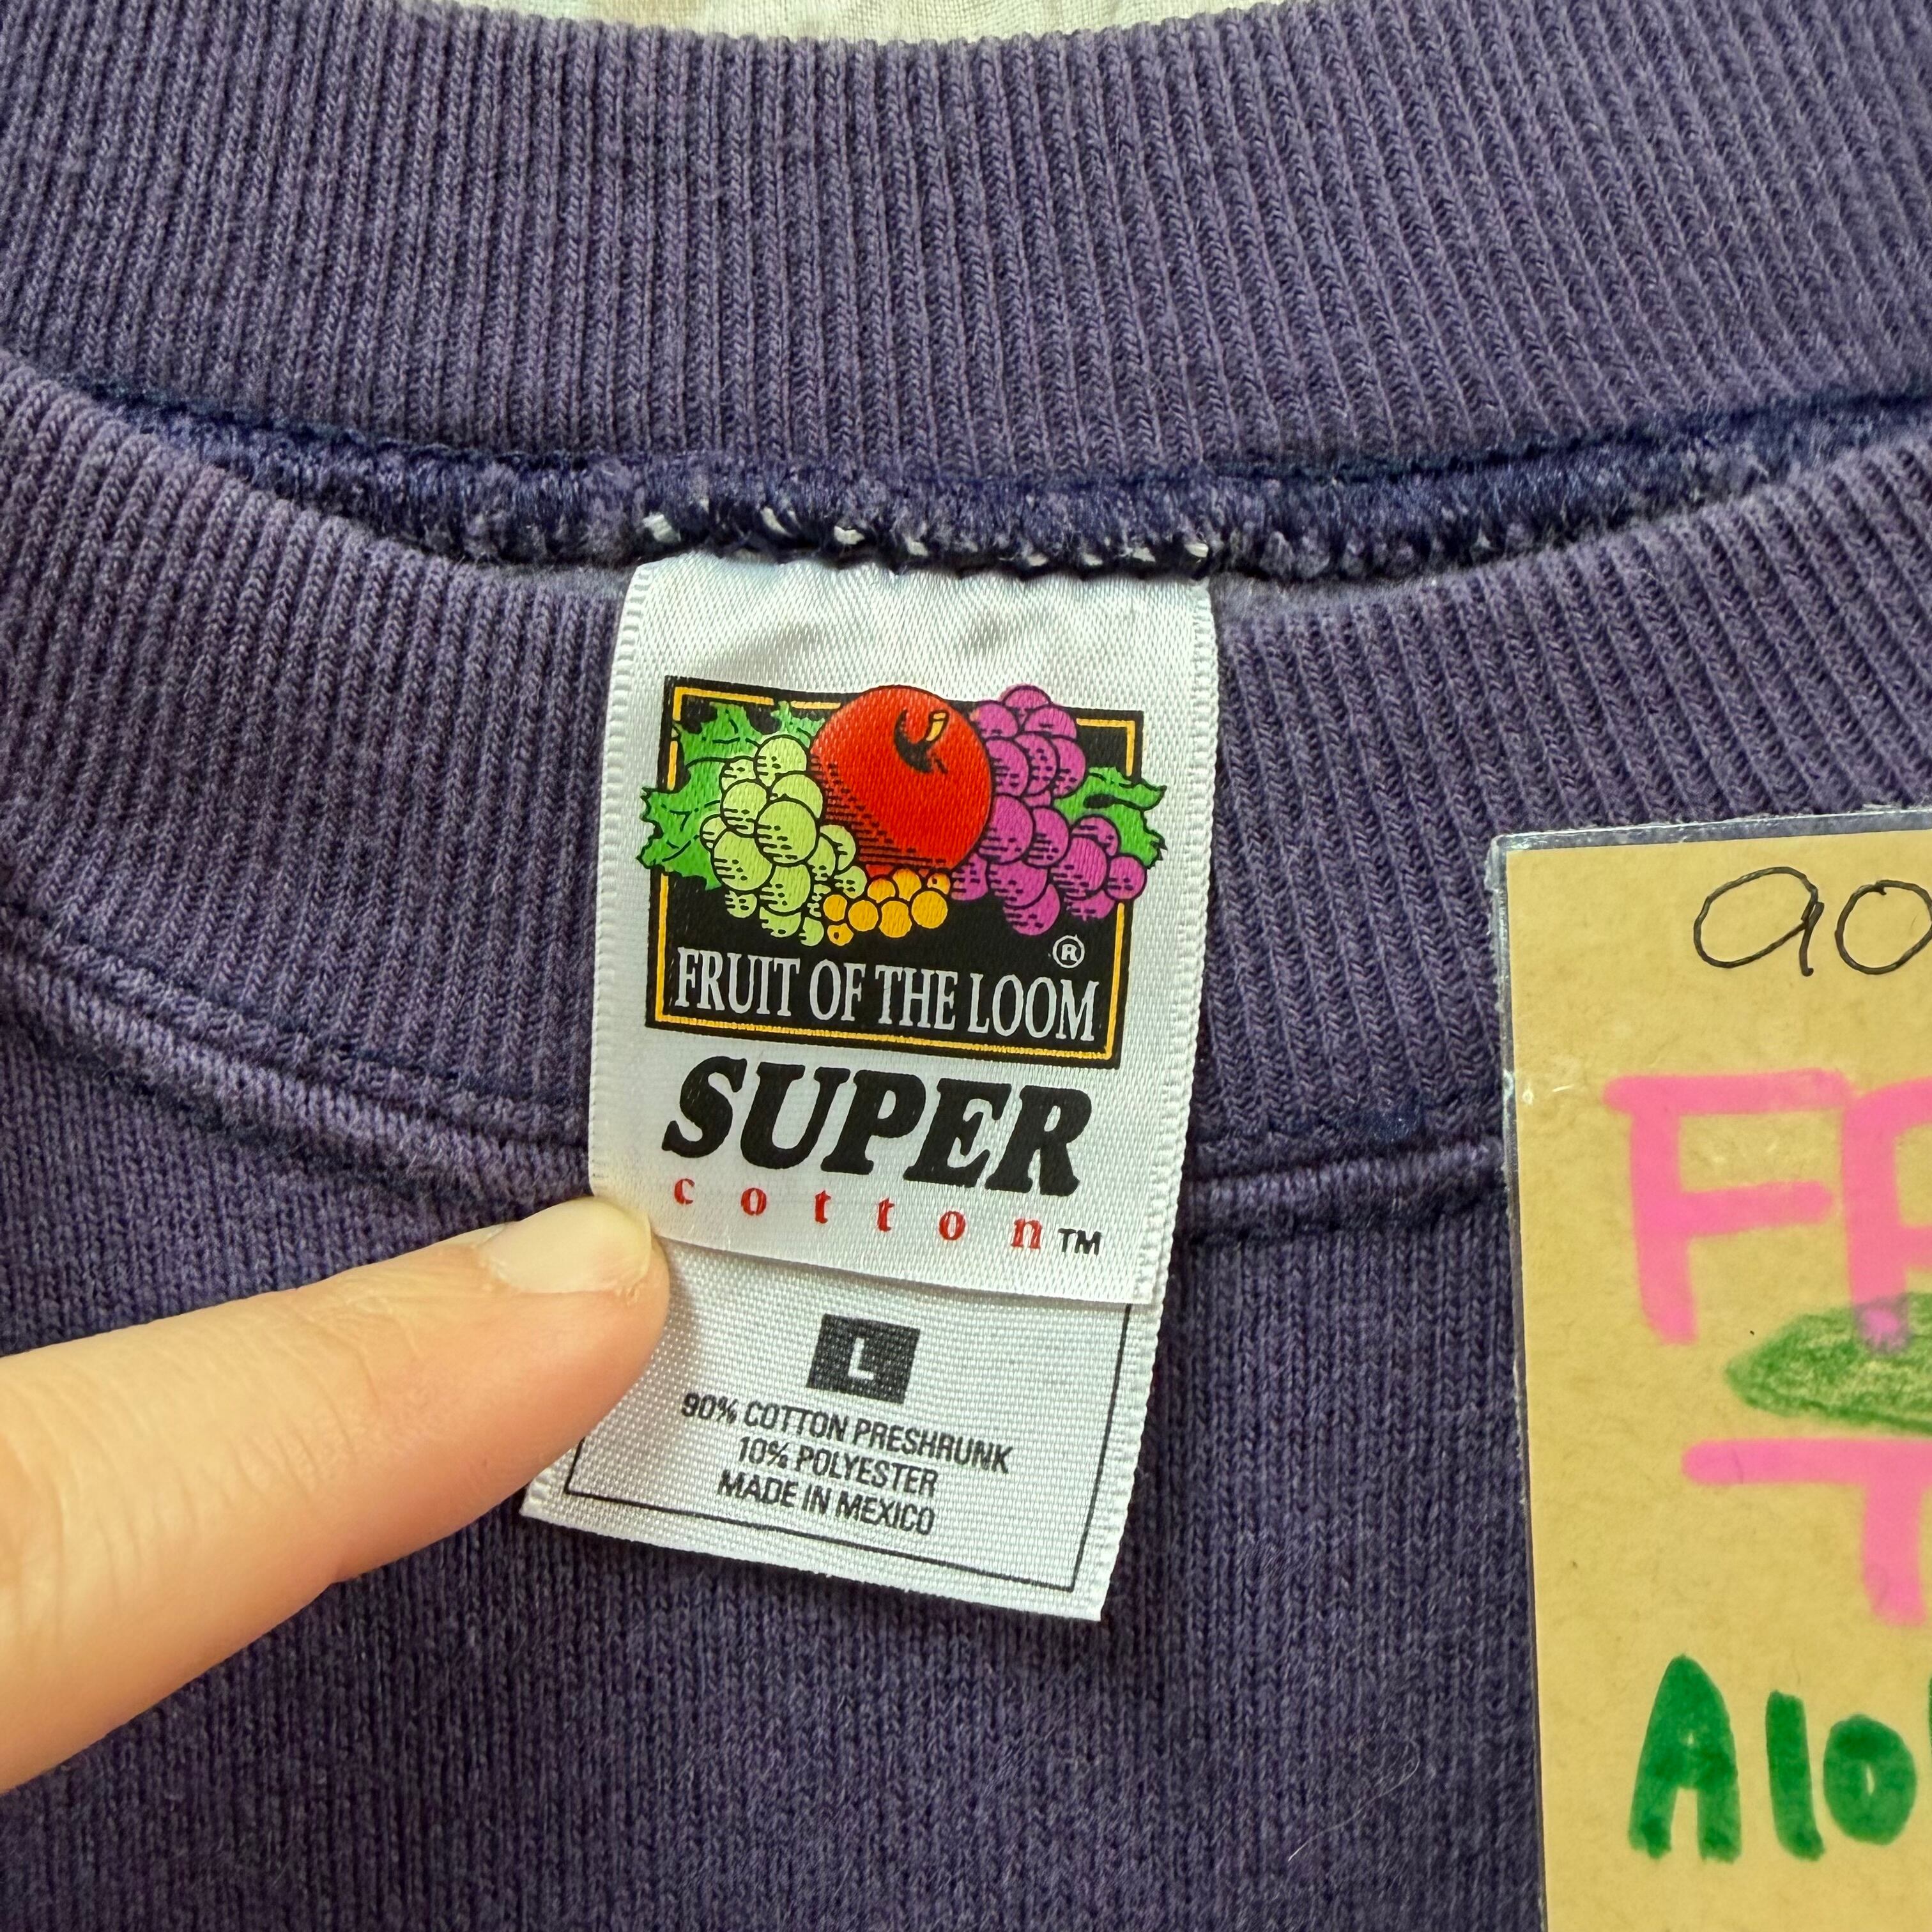 FRUIT OF THE LOOM®
SUPER
cotton™
L
90% COTTON PRESHRUNK
10% POLYESTER
MADE IN MEXICO